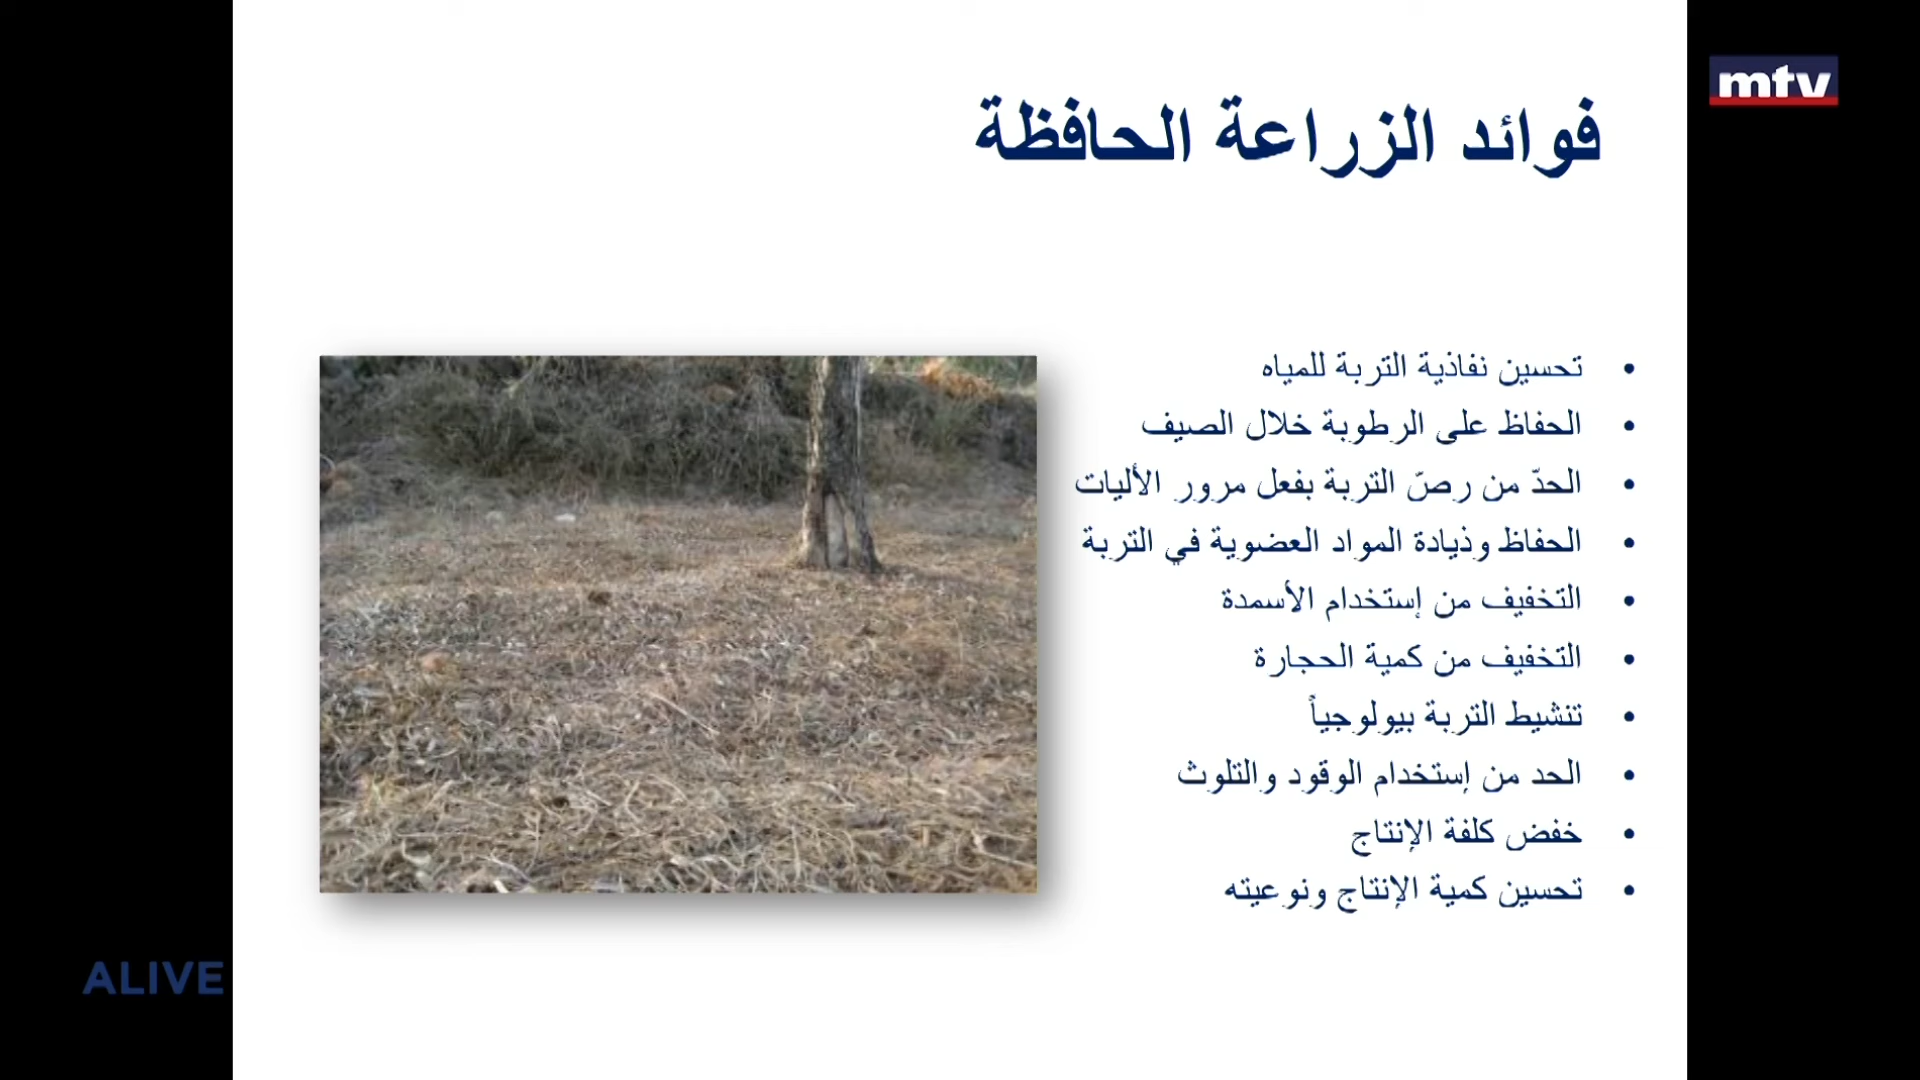 mtv
فوائد الزراعة الحافظة
• تحسين نفاذية التربة للمياه
• الحفاظ على الرطوبة خلال الصيف
• الحدّ من رصّ التربة بفعل مرور الأليات
• الحفاظ وذيادة المواد العضوية في التربة
• التخفيف من إستخدام الأسمدة
• التخفيف من كمية الحجارة
• تنشيط التربة بيولوجياً
• الحد من إستخدام الوقود والتلوث
• خفض كلفة الإنتاج
• تحسين كمية الإنتاج ونوعيته
ALIVE